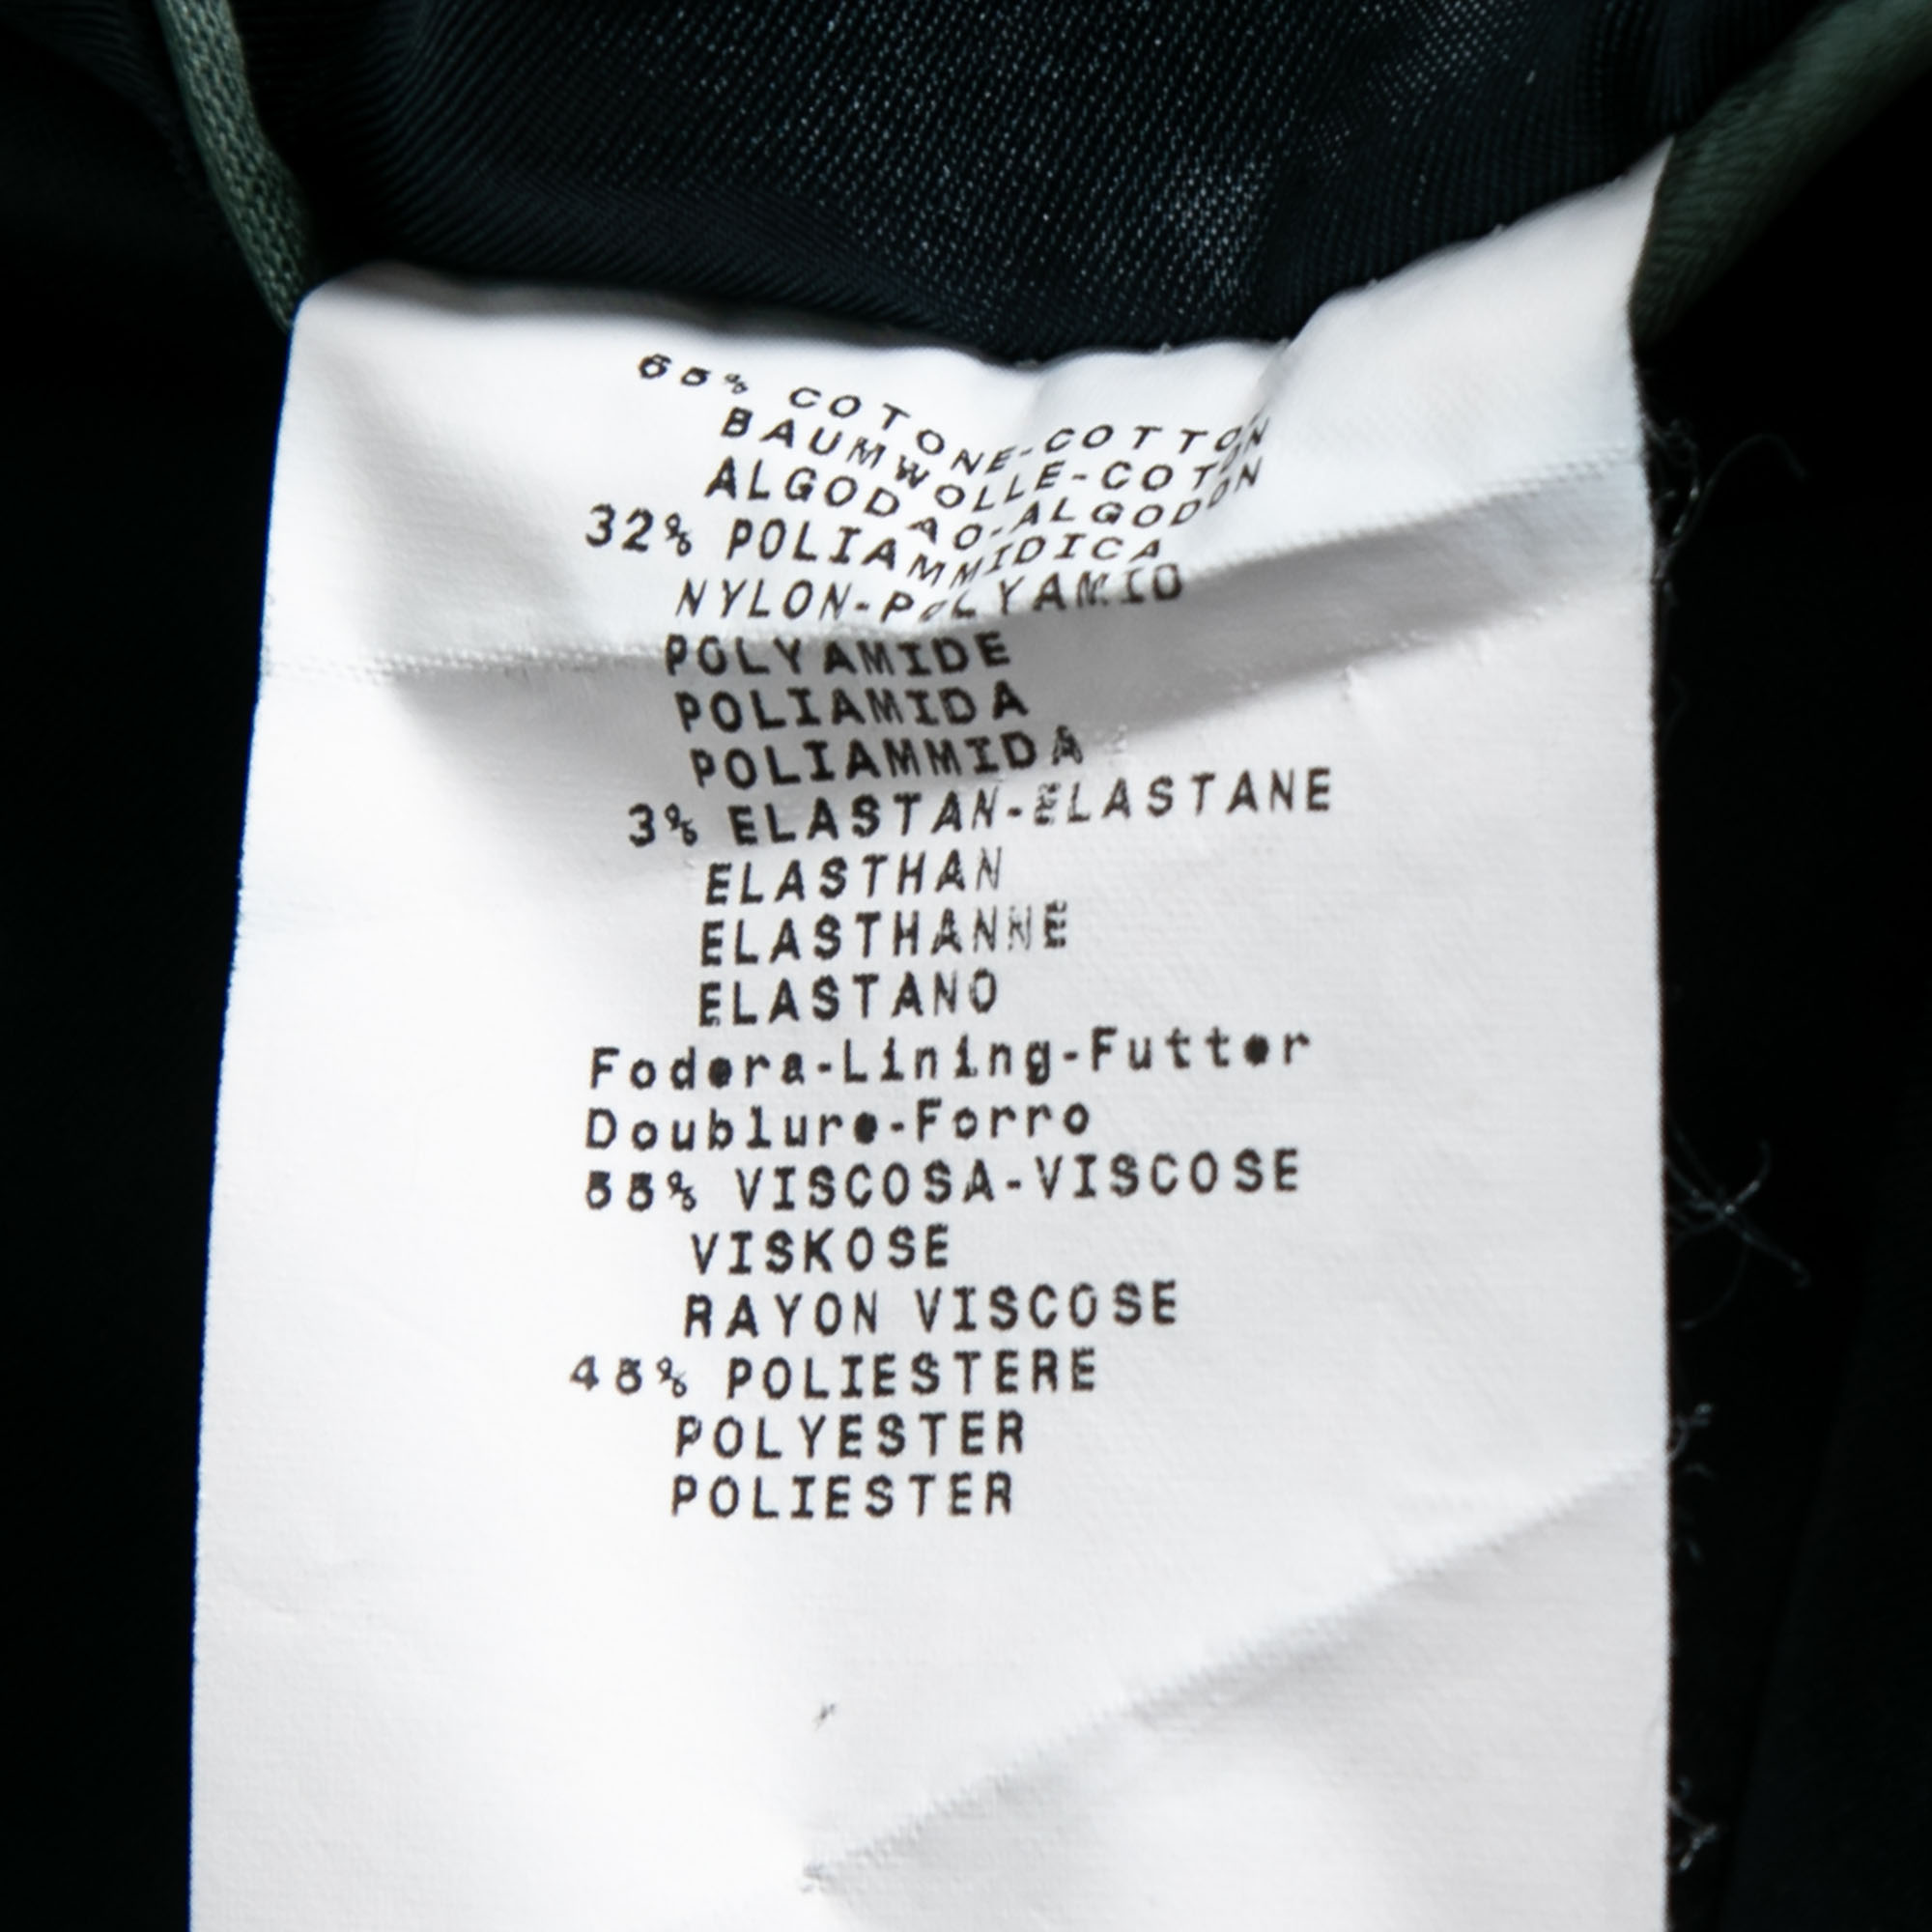 65% COTONE-COTTON
BAUMWOLLE-COTON
ALGODAO-ALGODON
32% POLIAMMIDICA
NYLON-POLYAMID
POLYAMIDE
POLIAMIDA
POLIAMMIDA
3% ELASTAN-ELASTANE
ELASTHAN
ELASTHANNE
ELASTANO
Fodera-Lining-Futter
Doublure-Forro
55% VISCOSA-VISCOSE
VISKOSE
RAYON VISCOSE
45% POLIESTERE
POLYESTER
POLIESTER